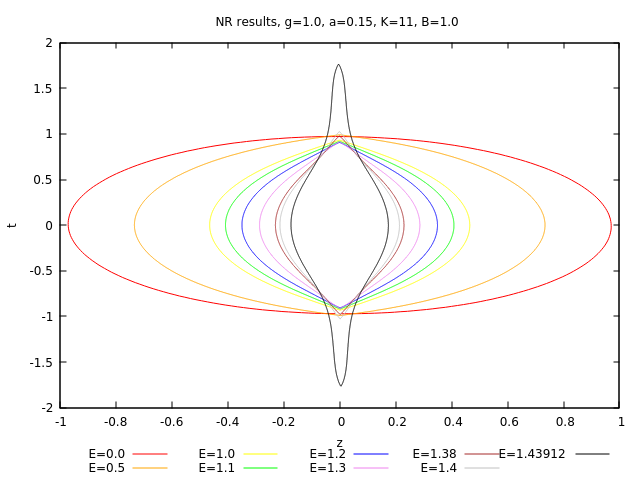 NR results, g=1.0, a=0.15, K=11, B=1.0
2
1.5
1
0.5
0
-0.5
-1
-1.5
-2
t
-1 -0.8 -0.6 -0.4 -0.2 0 0.2 0.4 0.6 0.8 1
z
E=0.0 E=1.0 E=1.2 E=1.38 E=1.43912
E=0.5 E=1.1 E=1.3 E=1.4